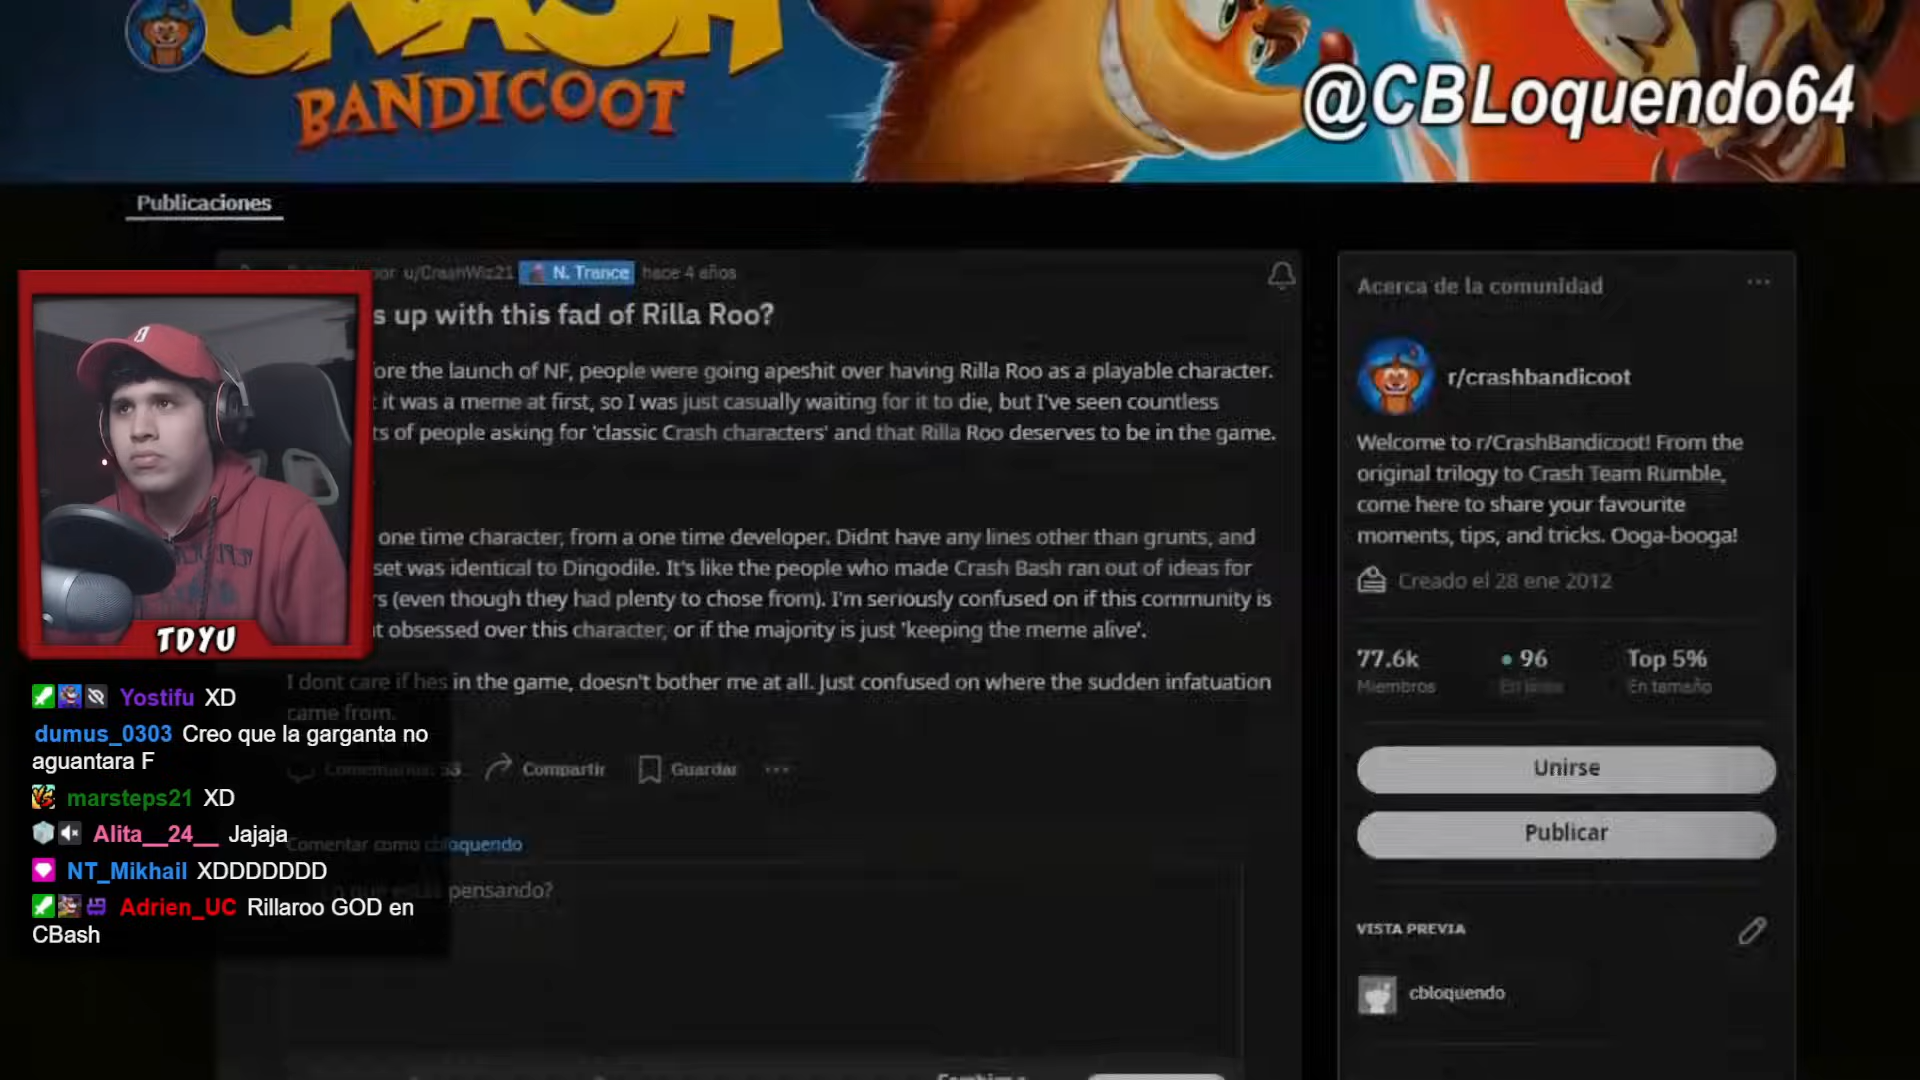 CRASH
BANDICOOT
@CBLoquendo64
Publicaciones
por u/CrashWiz21 N. Trance hace 4 años
s up with this fad of Rilla Roo?
ore the launch of NF, people were going apeshit over having Rilla Roo as a playable character.
it was a meme at first, so I was just casually waiting for it to die, but I've seen countless
ts of people asking for 'classic Crash characters' and that Rilla Roo deserves to be in the game.
one time character, from a one time developer. Didnt have any lines other than grunts, and
set was identical to Dingodile. It's like the people who made Crash Bash ran out of ideas for
rs (even though they had plenty to chose from). I'm seriously confused on if this community is
t obsessed over this character, or if the majority is just 'keeping the meme alive'.
I dont care if hes in the game, doesn't bother me at all. Just confused on where the sudden infatuation
came from.
Compartir Guardar
Comentar como cbloquendo
pensando?
TDYU
Yostifu XD
dumus_0303 Creo que la garganta no
aguantara F
marsteps21 XD
Alita__24__ Jajaja
NT_Mikhail XDDDDDDD
Adrien_UC Rillaroo GOD en
CBash
Acerca de la comunidad
r/crashbandicoot
Welcome to r/CrashBandicoot! From the
original trilogy to Crash Team Rumble,
come here to share your favourite
moments, tips, and tricks. Ooga-booga!
Creado el 28 ene 2012
77.6k 96 Top 5%
Miembros En línea En tamaño
Unirse
Publicar
VISTA PREVIA
cbloquendo